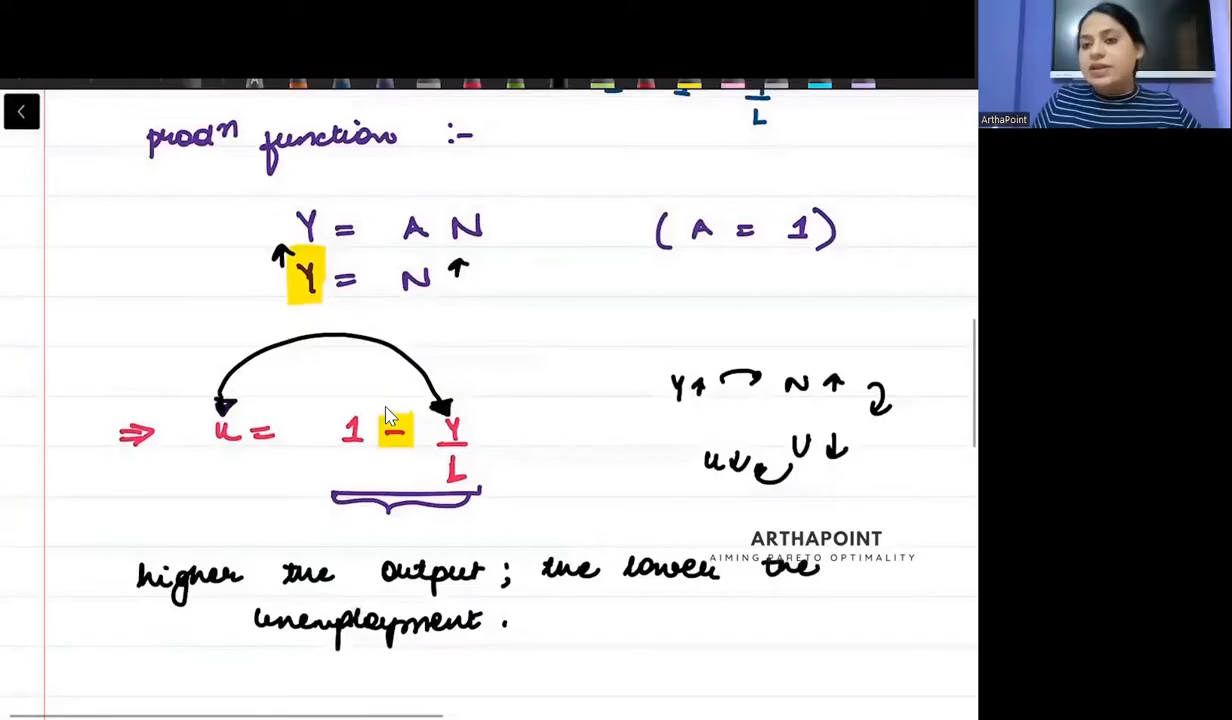 L
prodⁿ function :-
Y = A N (A = 1)
↑ Y = N ↑
Y↑ → N ↑
⇒ u = 1 - Y/L
U ↓
u↓
ARTHAPOINT
AIMING PARETO OPTIMALITY
higher the output ; the lower the
unemployment .
ArthaPoint